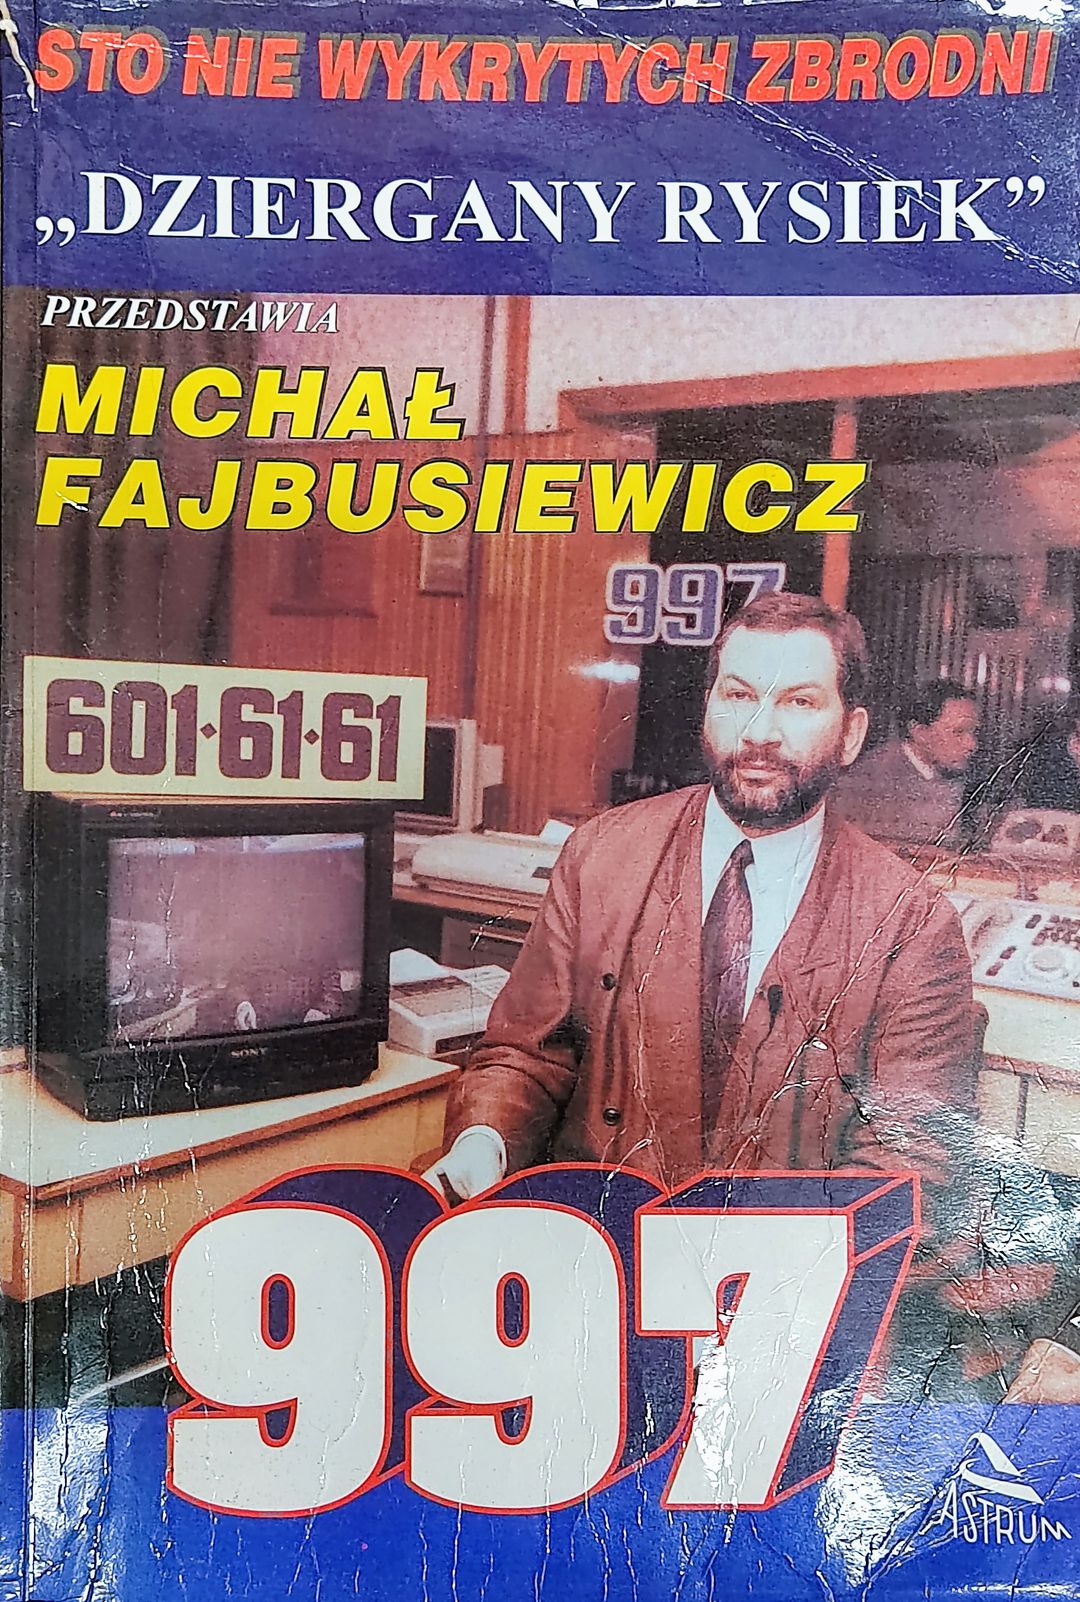 STO NIE WYKRYTYCH ZBRODNI
„DZIERGANY RYSIEK”
PRZEDSTAWIA
MICHAŁ
FAJBUSIEWICZ
997
601·61·61
SONY
997
ASTRUM